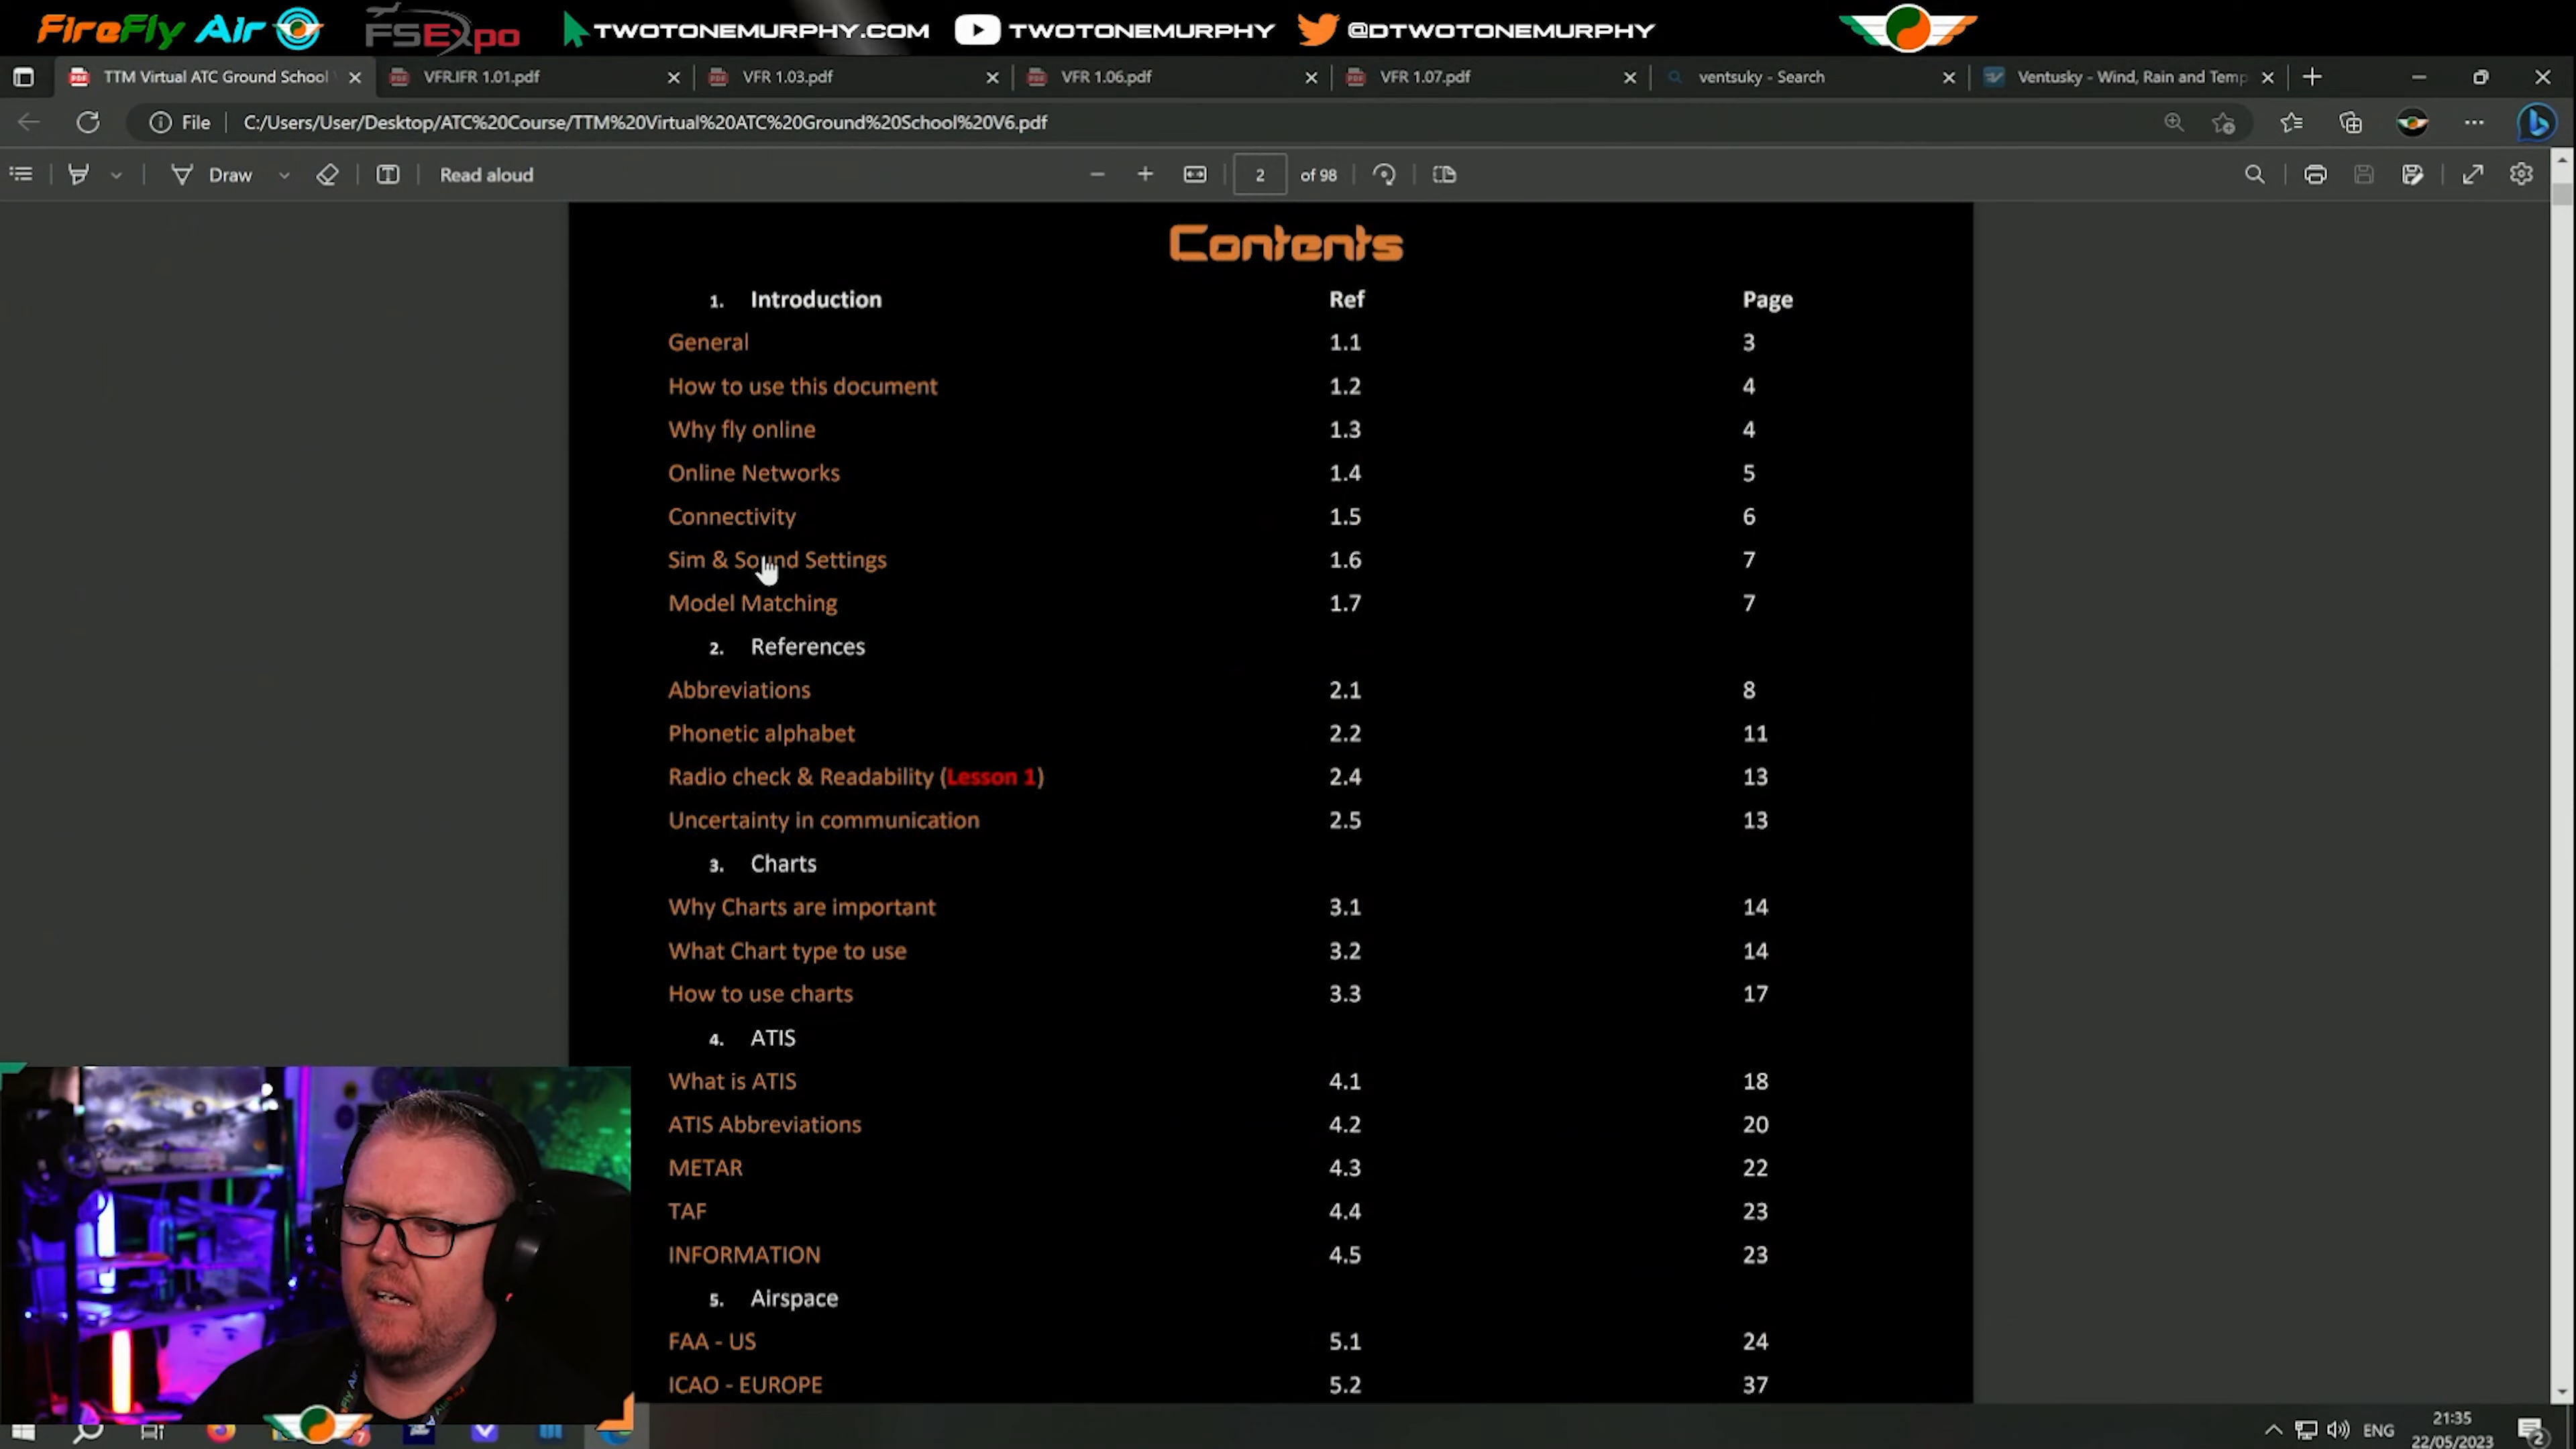 FireFly Air FSExpo TWOTONEMURPHY.COM TWOTONEMURPHY @DTWOTONEMURPHY
TTM Virtual ATC Ground School VFR.IFR 1.01.pdf VFR 1.03.pdf VFR 1.06.pdf VFR 1.07.pdf ventsuky - Search Ventusky - Wind, Rain and Temp
File C:/Users/User/Desktop/ATC%20Course/TTM%20Virtual%20ATC%20Ground%20School%20V6.pdf
Draw Read aloud 2 of 98
Contents
1. Introduction Ref Page
General 1.1 3
How to use this document 1.2 4
Why fly online 1.3 4
Online Networks 1.4 5
Connectivity 1.5 6
Sim & Sound Settings 1.6 7
Model Matching 1.7 7
2. References
Abbreviations 2.1 8
Phonetic alphabet 2.2 11
Radio check & Readability (Lesson 1) 2.4 13
Uncertainty in communication 2.5 13
3. Charts
Why Charts are important 3.1 14
What Chart type to use 3.2 14
How to use charts 3.3 17
4. ATIS
What is ATIS 4.1 18
ATIS Abbreviations 4.2 20
METAR 4.3 22
TAF 4.4 23
INFORMATION 4.5 23
5. Airspace
FAA - US 5.1 24
ICAO - EUROPE 5.2 37
ENG 21:35
22/05/2023 2